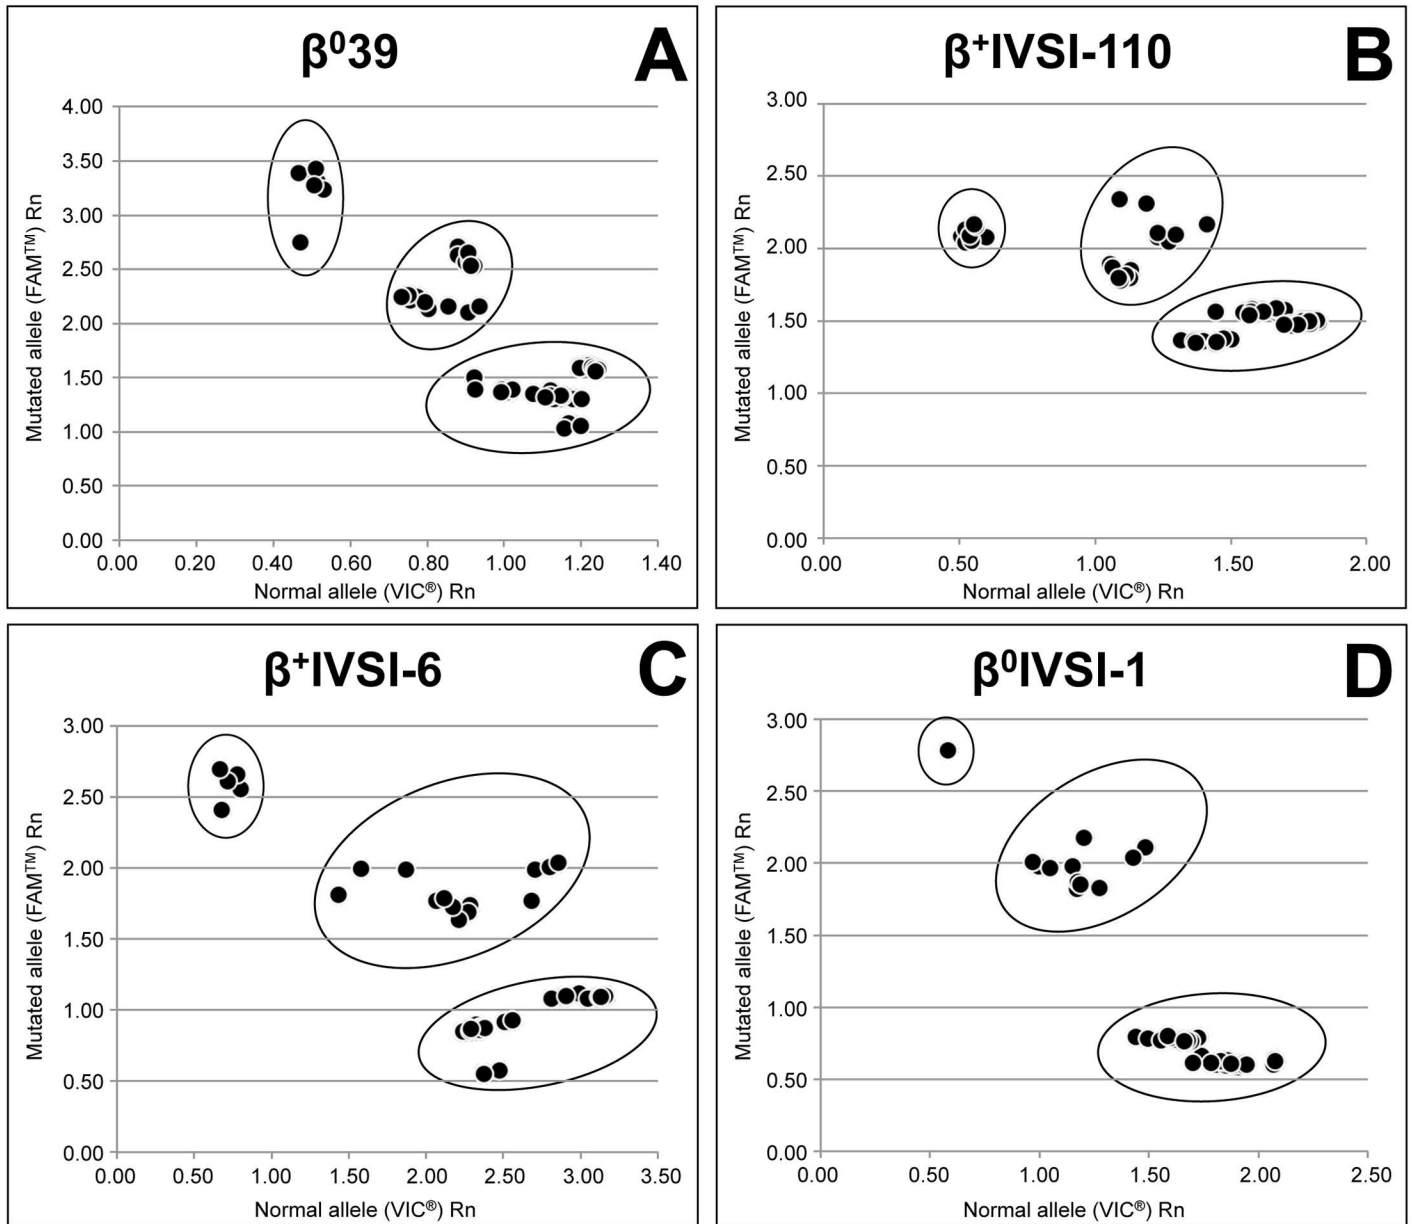 β⁰39
A
4.00
3.50
3.00
2.50
2.00
1.50
1.00
0.50
0.00
Mutated allele (FAM™) Rn
0.00 0.20 0.40 0.60 0.80 1.00 1.20 1.40
Normal allele (VIC®) Rn
β⁺IVSI-110
B
3.00
2.50
2.00
1.50
1.00
0.50
0.00
Mutated allele (FAM™) Rn
0.00 0.50 1.00 1.50 2.00
Normal allele (VIC®) Rn
β⁺IVSI-6
C
3.00
2.50
2.00
1.50
1.00
0.50
0.00
Mutated allele (FAM™) Rn
0.00 0.50 1.00 1.50 2.00 2.50 3.00 3.50
Normal allele (VIC®) Rn
β⁰IVSI-1
D
3.00
2.50
2.00
1.50
1.00
0.50
0.00
Mutated allele (FAM™) Rn
0.00 0.50 1.00 1.50 2.00 2.50
Normal allele (VIC®) Rn